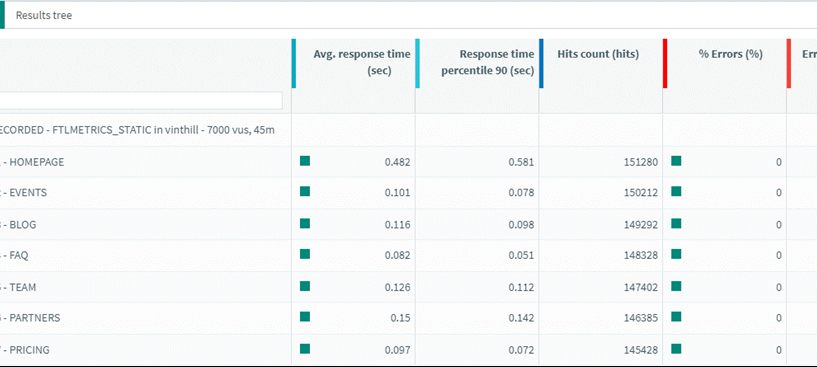 Results tree
Avg. response time (sec)
Response time percentile 90 (sec)
Hits count (hits)
% Errors (%)
ECORDED - FTLMETRICS_STATIC in vinthill - 7000 vus, 45m
- HOMEPAGE 0.482 0.581 151280 0
- EVENTS 0.101 0.078 150212 0
- BLOG 0.116 0.098 149292 0
- FAQ 0.082 0.051 148328 0
- TEAM 0.126 0.112 147402 0
- PARTNERS 0.15 0.142 146385 0
- PRICING 0.097 0.072 145428 0